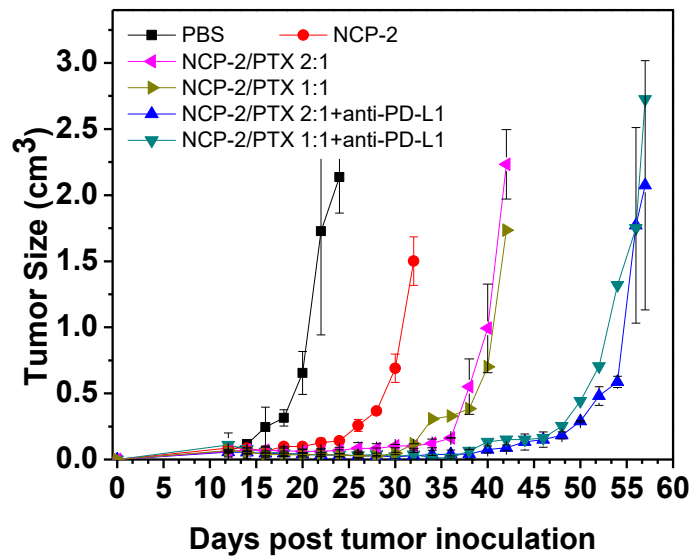 PBS NCP-2
NCP-2/PTX 2:1
NCP-2/PTX 1:1
NCP-2/PTX 2:1+anti-PD-L1
NCP-2/PTX 1:1+anti-PD-L1
Tumor Size (cm³)
3.0
2.5
2.0
1.5
1.0
0.5
0.0
0 5 10 15 20 25 30 35 40 45 50 55 60
Days post tumor inoculation